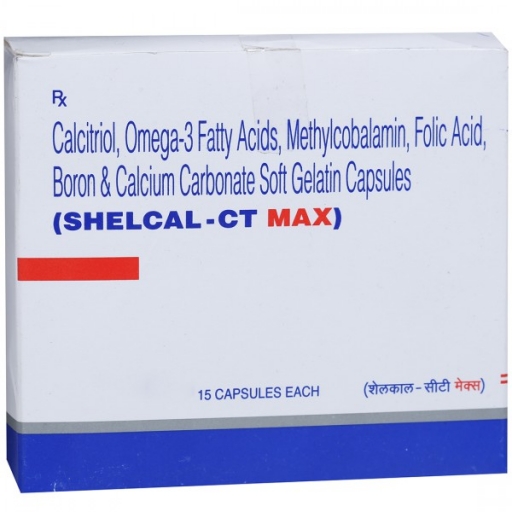 Rx
Calcitriol, Omega-3 Fatty Acids, Methylcobalamin, Folic Acid,
Boron & Calcium Carbonate Soft Gelatin Capsules
(SHELCAL-CT MAX)
15 CAPSULES EACH
(शेलकाल-सीटी मेक्स)